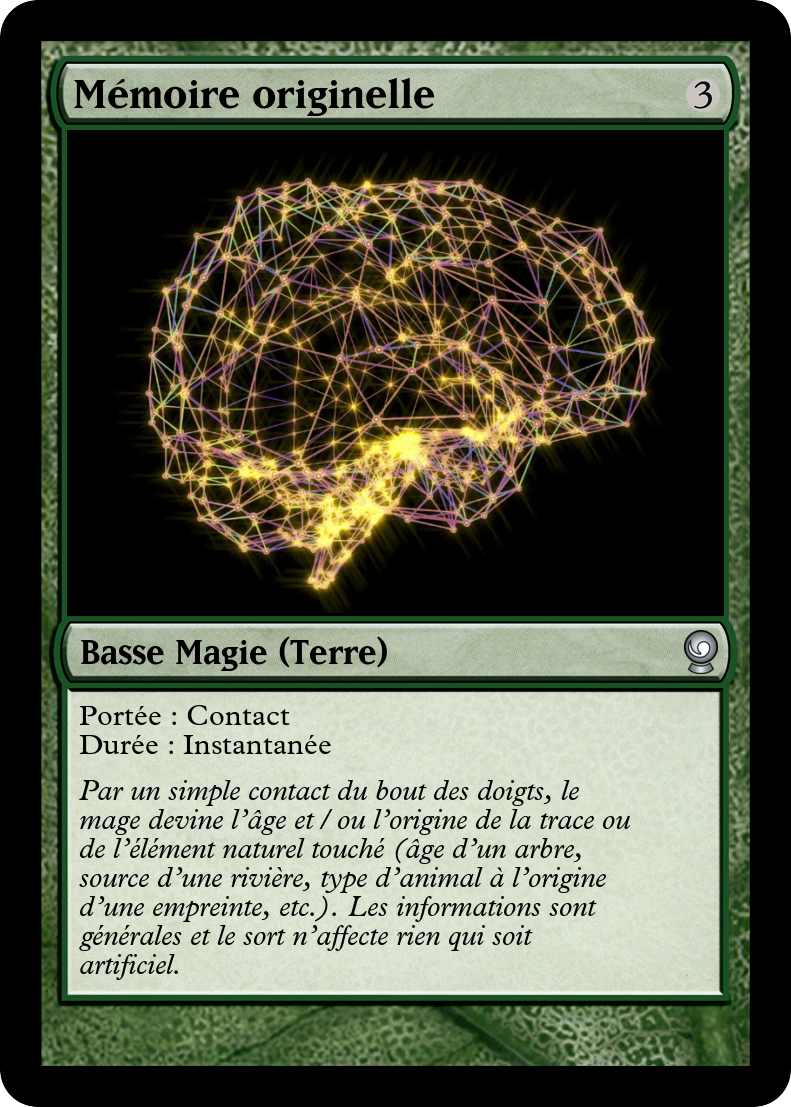 Mémoire originelle 3
Basse Magie (Terre)
Portée : Contact
Durée : Instantanée
Par un simple contact du bout des doigts, le
mage devine l'âge et / ou l'origine de la trace ou
de l'élément naturel touché (âge d'un arbre,
source d'une rivière, type d'animal à l'origine
d'une empreinte, etc.). Les informations sont
générales et le sort n'affecte rien qui soit
artificiel.